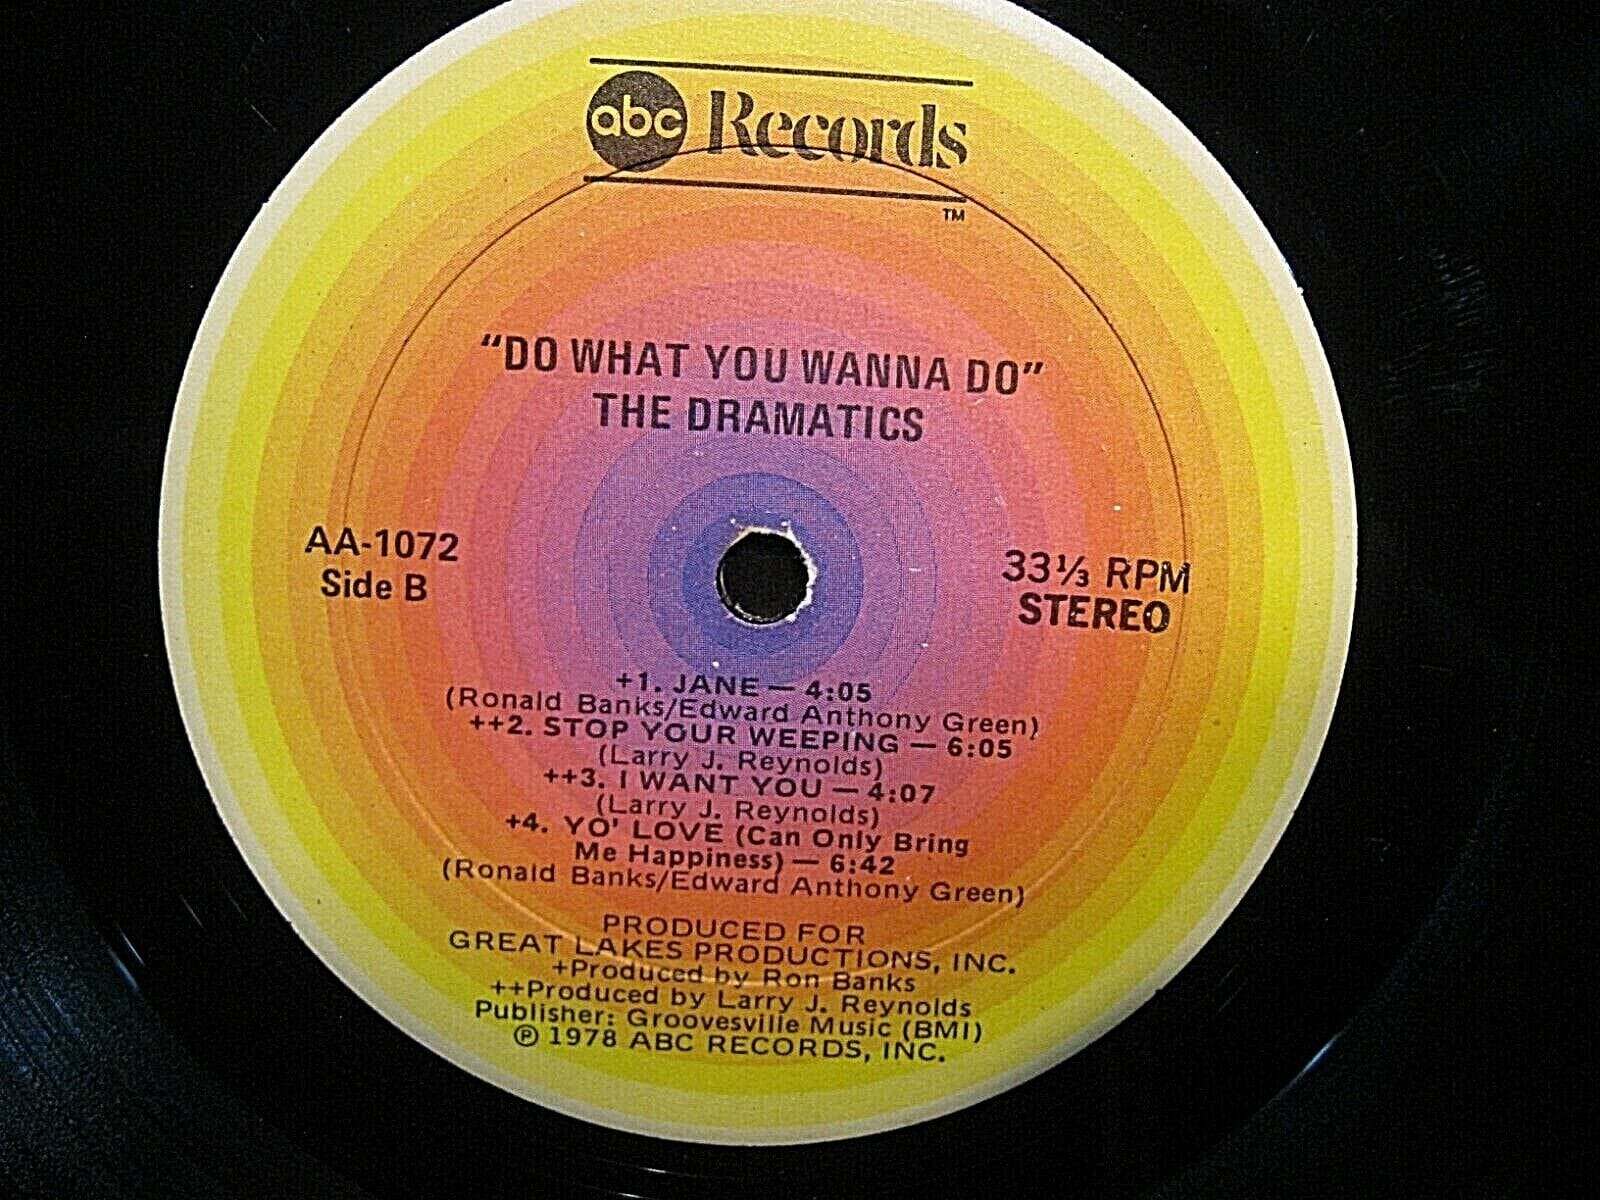 abc Records
TM
"DO WHAT YOU WANNA DO"
THE DRAMATICS
AA-1072
Side B
33⅓ RPM
STEREO
+1. JANE — 4:05
(Ronald Banks/Edward Anthony Green)
++2. STOP YOUR WEEPING — 6:05
(Larry J. Reynolds)
++3. I WANT YOU — 4:07
(Larry J. Reynolds)
+4. YO' LOVE (Can Only Bring
Me Happiness) — 6:42
(Ronald Banks/Edward Anthony Green)
PRODUCED FOR
GREAT LAKES PRODUCTIONS, INC.
+Produced by Ron Banks
++Produced by Larry J. Reynolds
Publisher: Groovesville Music (BMI)
℗ 1978 ABC RECORDS, INC.